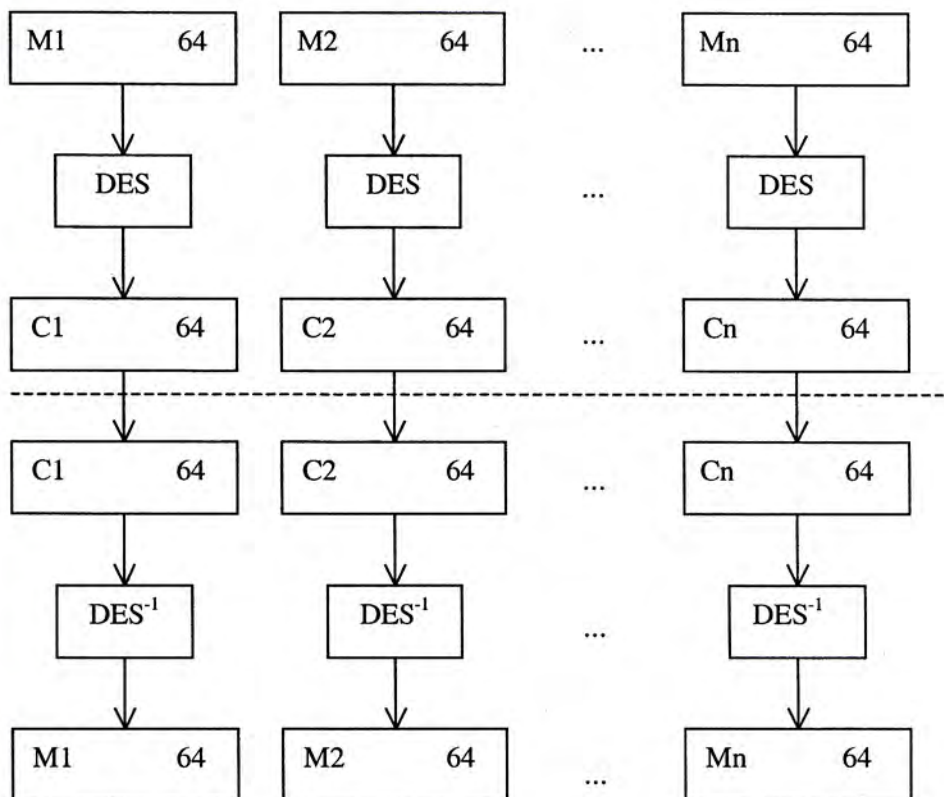 M1 64 M2 64 ... Mn 64
DES DES ... DES
C1 64 C2 64 ... Cn 64
C1 64 C2 64 ... Cn 64
DES⁻¹ DES⁻¹ ... DES⁻¹
M1 64 M2 64 ... Mn 64